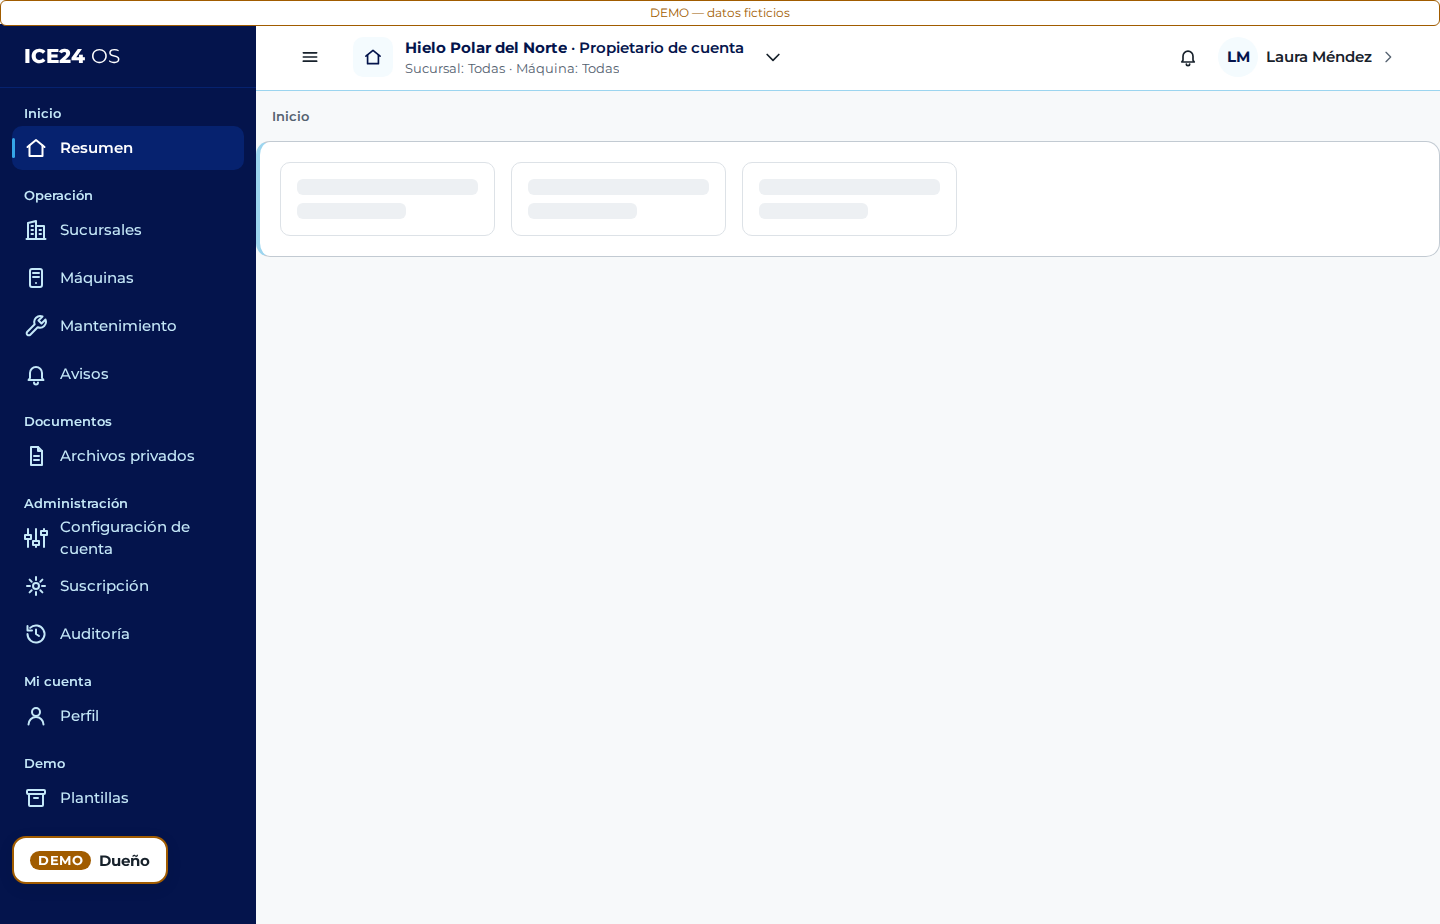 DEMO — datos ficticios
ICE24 OS
Inicio
Resumen
Operación
Sucursales
Máquinas
Mantenimiento
Avisos
Documentos
Archivos privados
Administración
Configuración de
cuenta
Suscripción
Auditoría
Mi cuenta
Perfil
Demo
Plantillas
DEMO Dueño
Hielo Polar del Norte · Propietario de cuenta
Sucursal: Todas · Máquina: Todas
LM Laura Méndez
Inicio